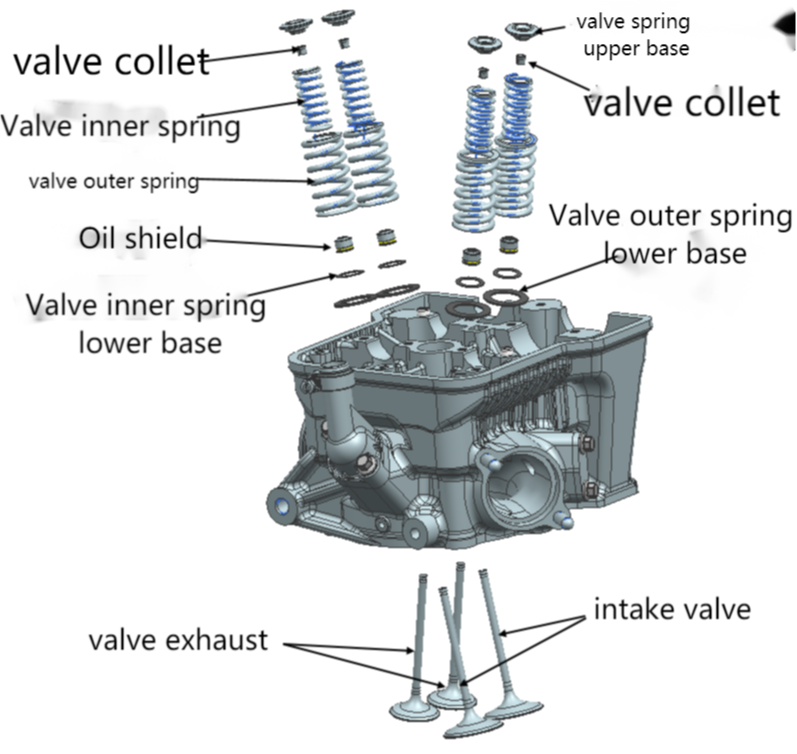 valve spring
upper base
valve collet
valve collet
Valve inner spring
valve outer spring
Valve outer spring
lower base
Oil shield
Valve inner spring
lower base
intake valve
valve exhaust